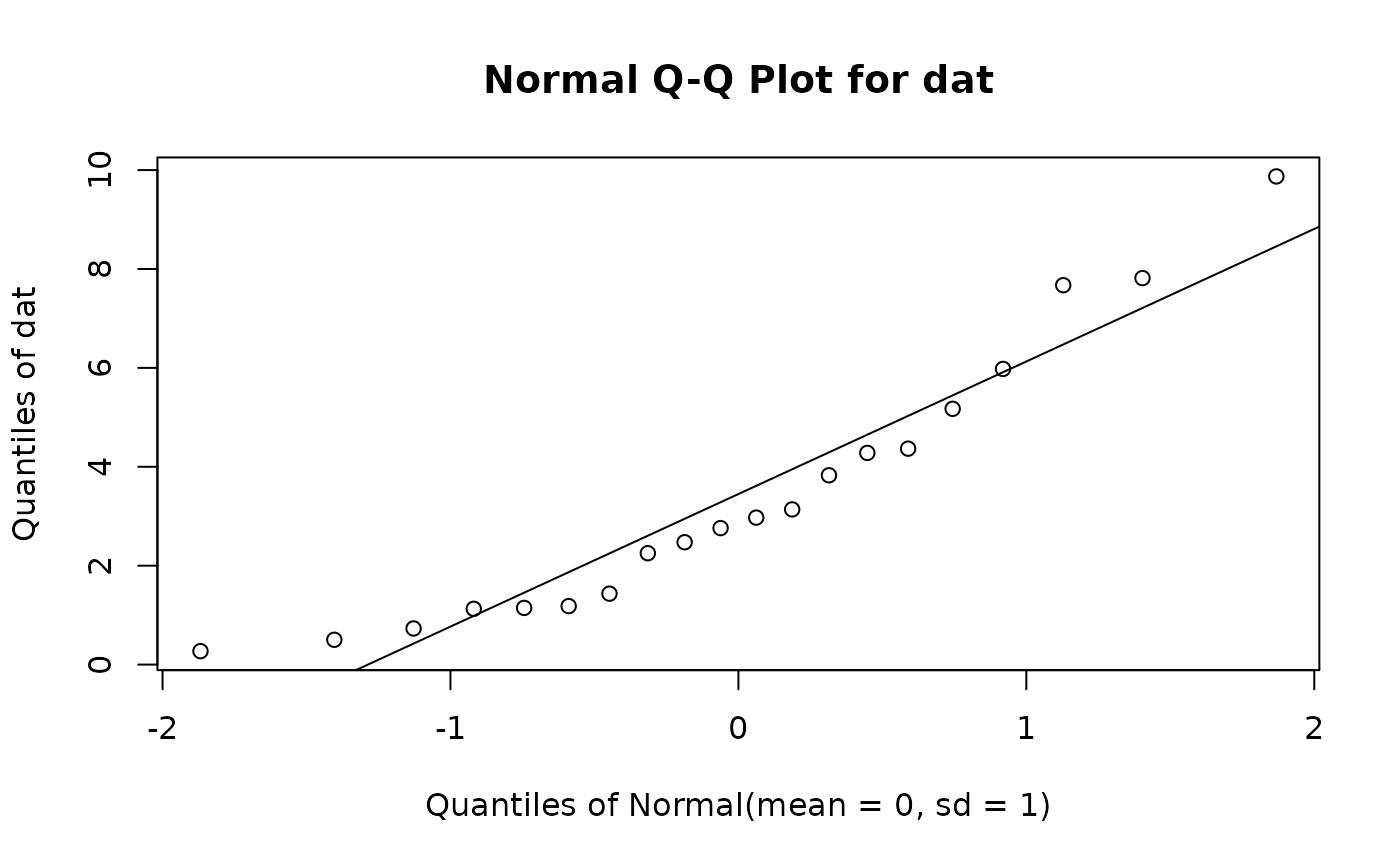 Normal Q-Q Plot for dat
Quantiles of dat
10
8
6
4
2
0
-2 -1 0 1 2
Quantiles of Normal(mean = 0, sd = 1)